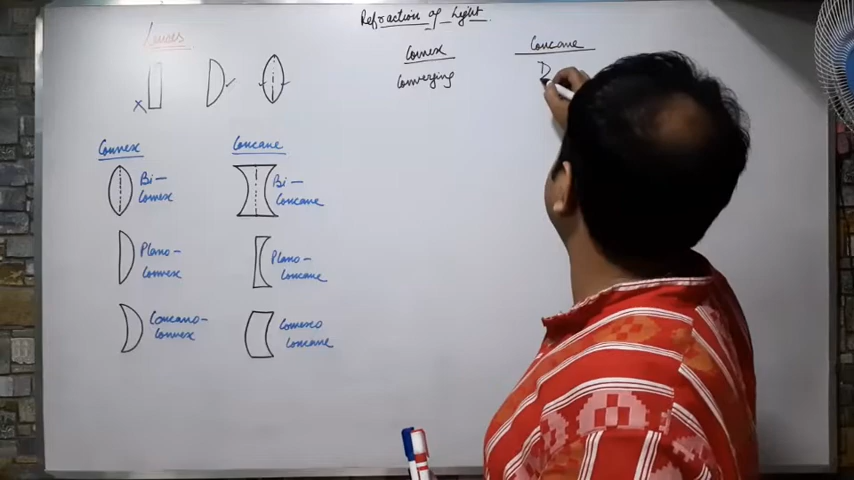 Refraction of Light.
Lenses
Convex
Converging
Concave
D
X
Convex
Bi-
Convex
Plano-
Convex
Concavo-
Convex
Concave
Bi-
Concave
Plano-
Concave
Convexo
Concave